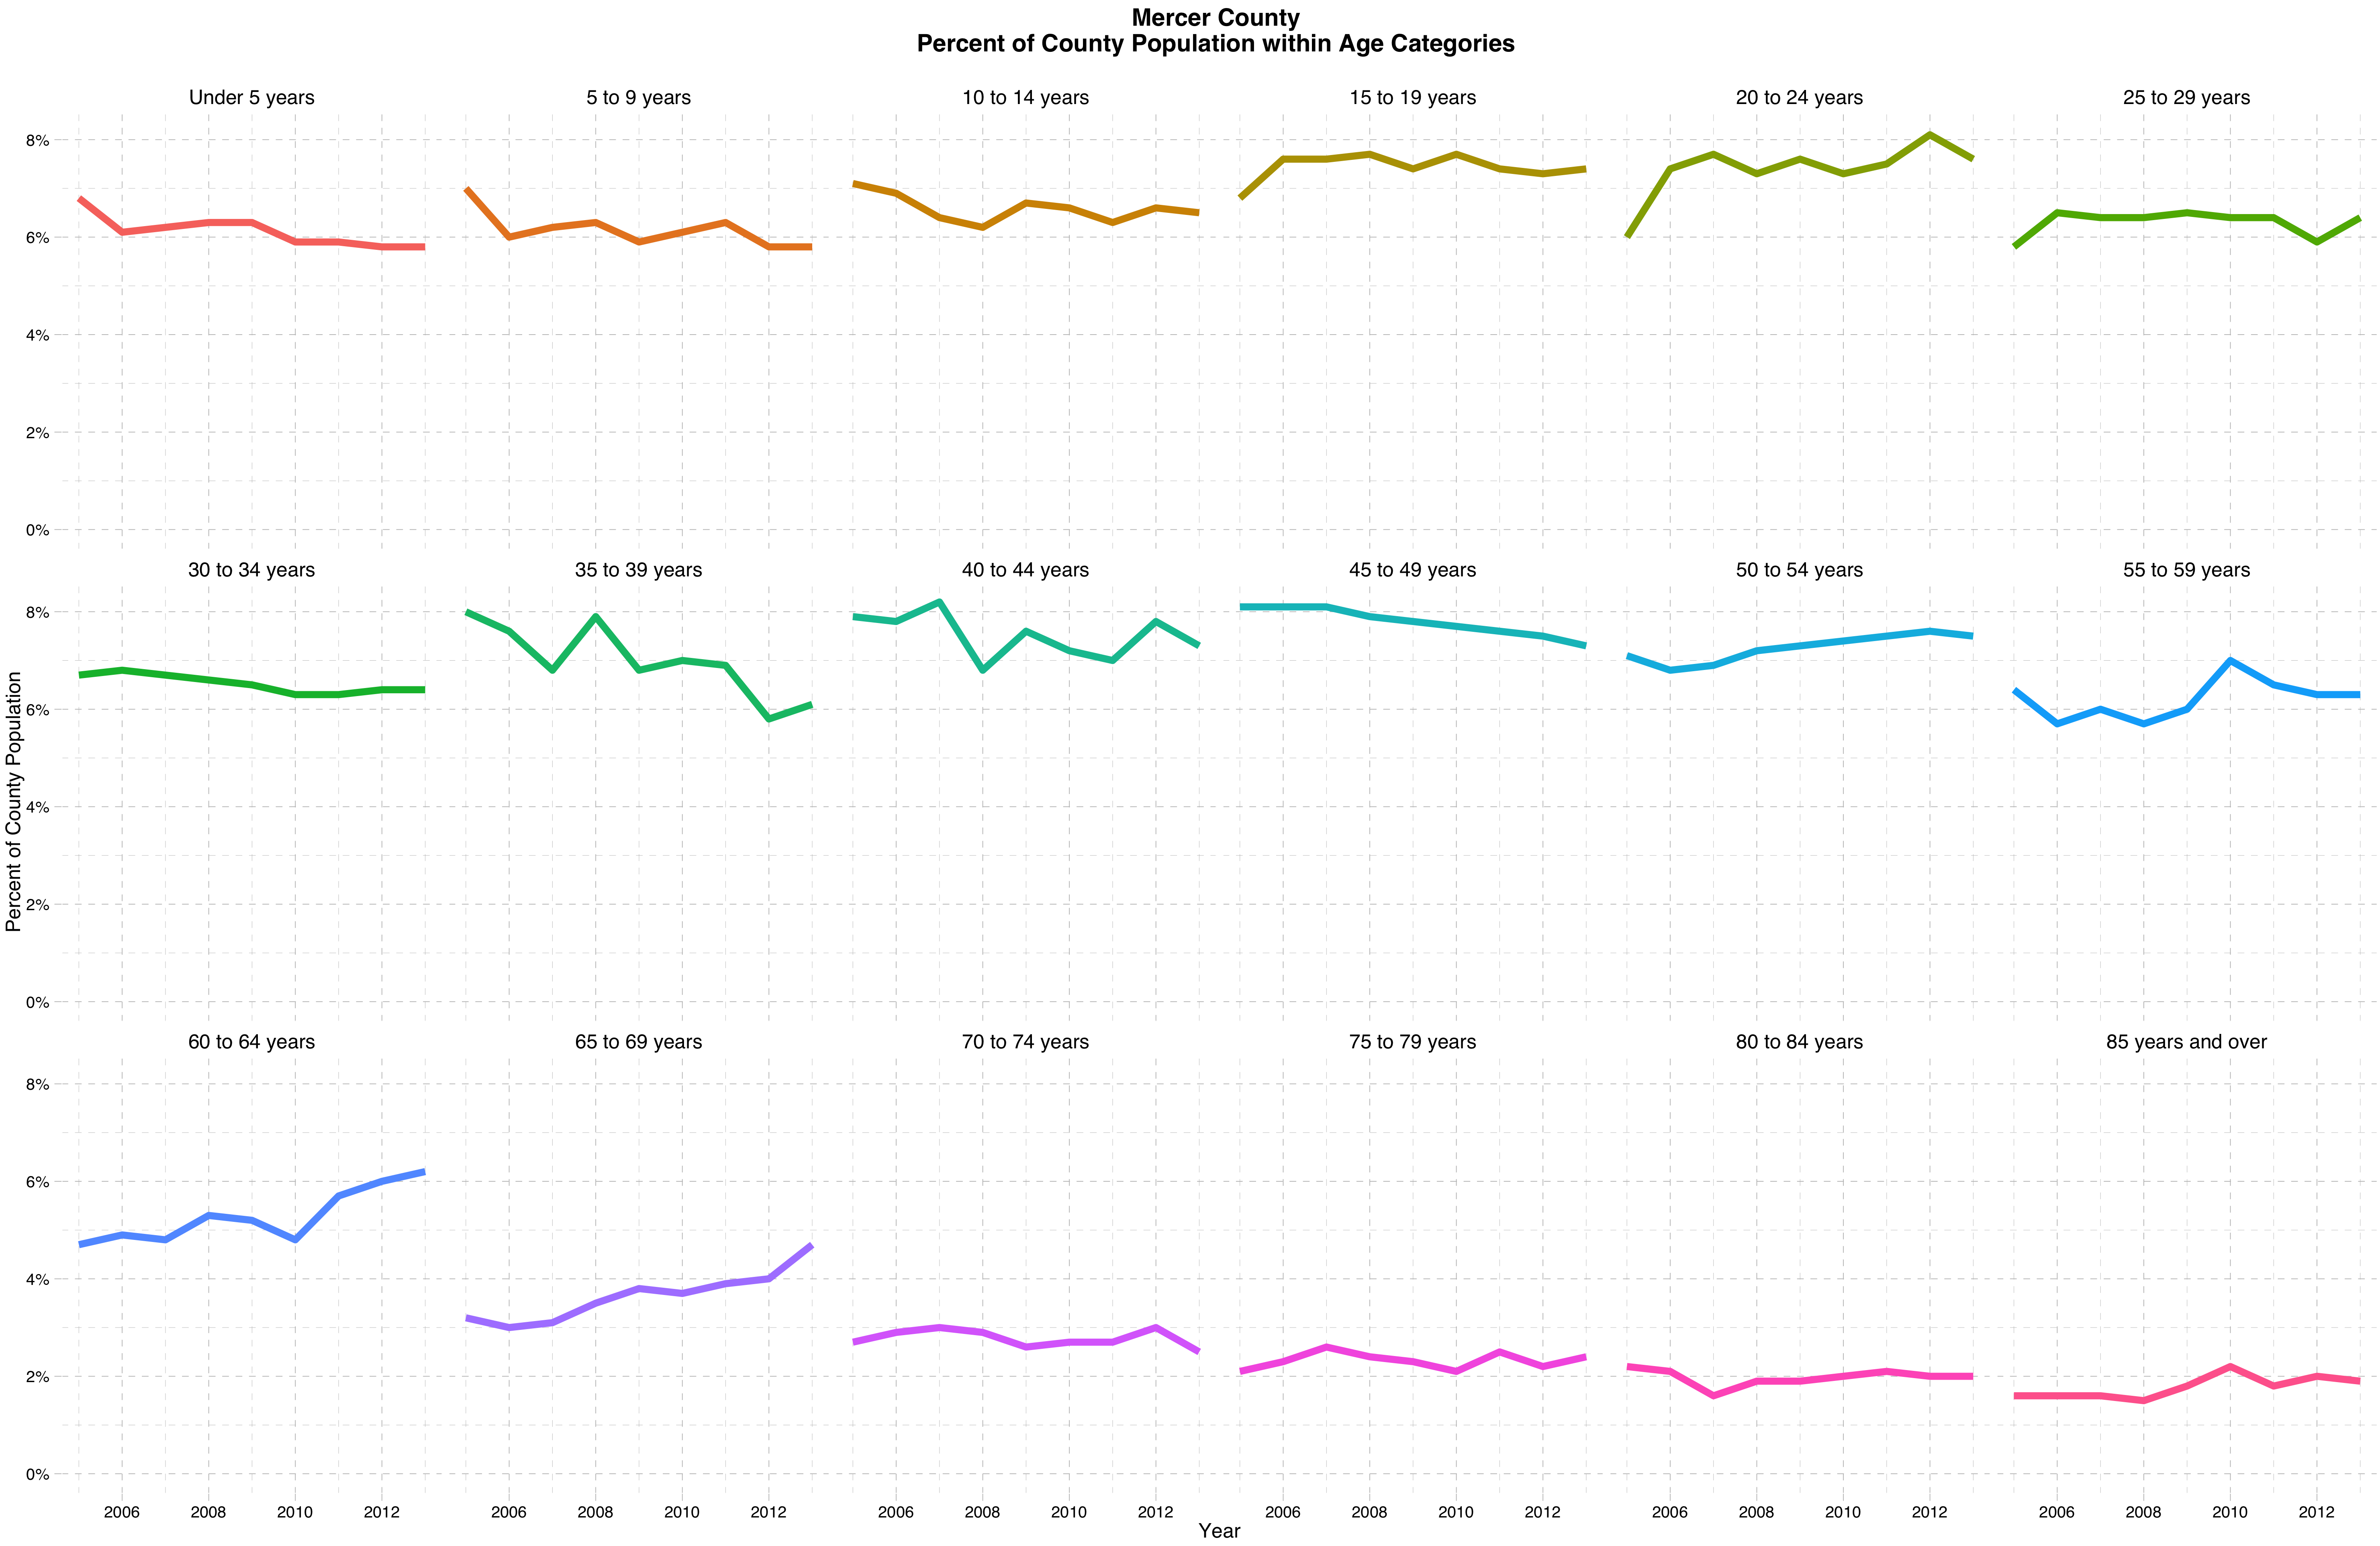 Mercer County
Percent of County Population within Age Categories
Under 5 years 5 to 9 years 10 to 14 years 15 to 19 years 20 to 24 years 25 to 29 years
8%
6%
4%
2%
0%
30 to 34 years 35 to 39 years 40 to 44 years 45 to 49 years 50 to 54 years 55 to 59 years
8%
6%
4%
2%
0%
Percent of County Population
60 to 64 years 65 to 69 years 70 to 74 years 75 to 79 years 80 to 84 years 85 years and over
8%
6%
4%
2%
0%
2006 2008 2010 2012 2006 2008 2010 2012 2006 2008 2010 2012 2006 2008 2010 2012 2006 2008 2010 2012 2006 2008 2010 2012
Year